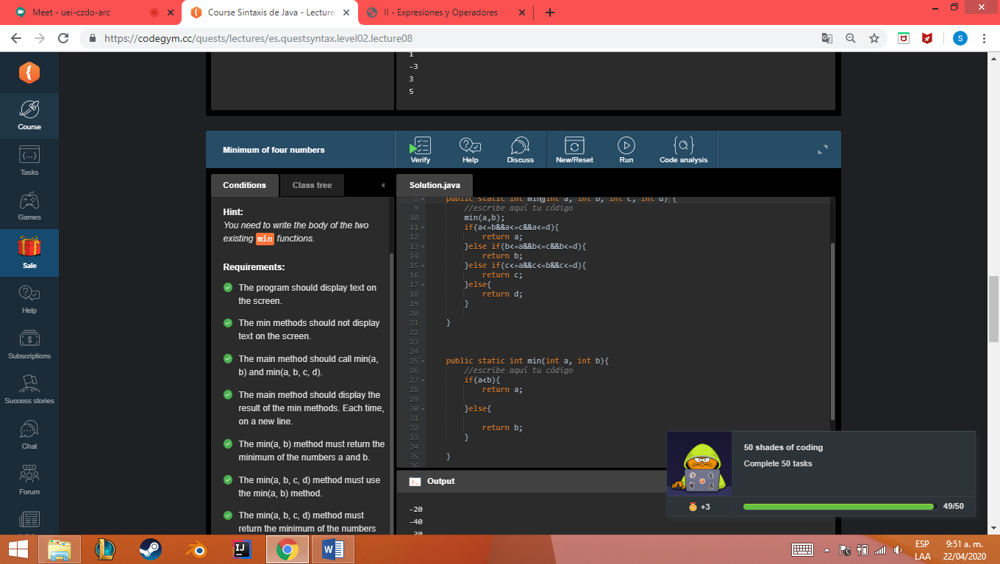 Meet - uei-czdo-arc
Course Sintaxis de Java - Lecture
II - Expresiones y Operadores
https://codegym.cc/quests/lectures/es.questsyntax.level02.lecture08
S
1
-3
3
5
Course
Tasks
Games
Sale
Help
Subscriptions
Success stories
Chat
Forum
Minimum of four numbers
Verify
Help
Discuss
New/Reset
Run
Code analysis
Conditions
Class tree
Solution.java
Hint:
You need to write the body of the two
existing min functions.
Requirements:
The program should display text on
the screen.
The min methods should not display
text on the screen.
The main method should call min(a,
b) and min(a, b, c, d).
The main method should display the
result of the min methods. Each time,
on a new line.
The min(a, b) method must return the
minimum of the numbers a and b.
The min(a, b, c, d) method must use
the min(a, b) method.
The min(a, b, c, d) method must
return the minimum of the numbers
8 public static int min(int a, int b, int c, int d) {
9 //escribe aquí tu código
10 min(a,b);
11 if(a<=b&&a<=c&&a<=d){
12 return a;
13 }else if(b<=a&&b<=c&&b<=d){
14 return b;
15 }else if(c<=a&&c<=b&&c<=d){
16 return c;
17 }else{
18 return d;
19 }
20
21 }
22
23
24
25 public static int min(int a, int b){
26 //escribe aquí tu código
27 if(a<b){
28 return a;
29
30 }else{
31
32 return b;
33 }
34
35 }
36
Output
-20
-40
-20
50 shades of coding
Complete 50 tasks
+3
49/50
ESP
LAA
9:51 a. m.
22/04/2020